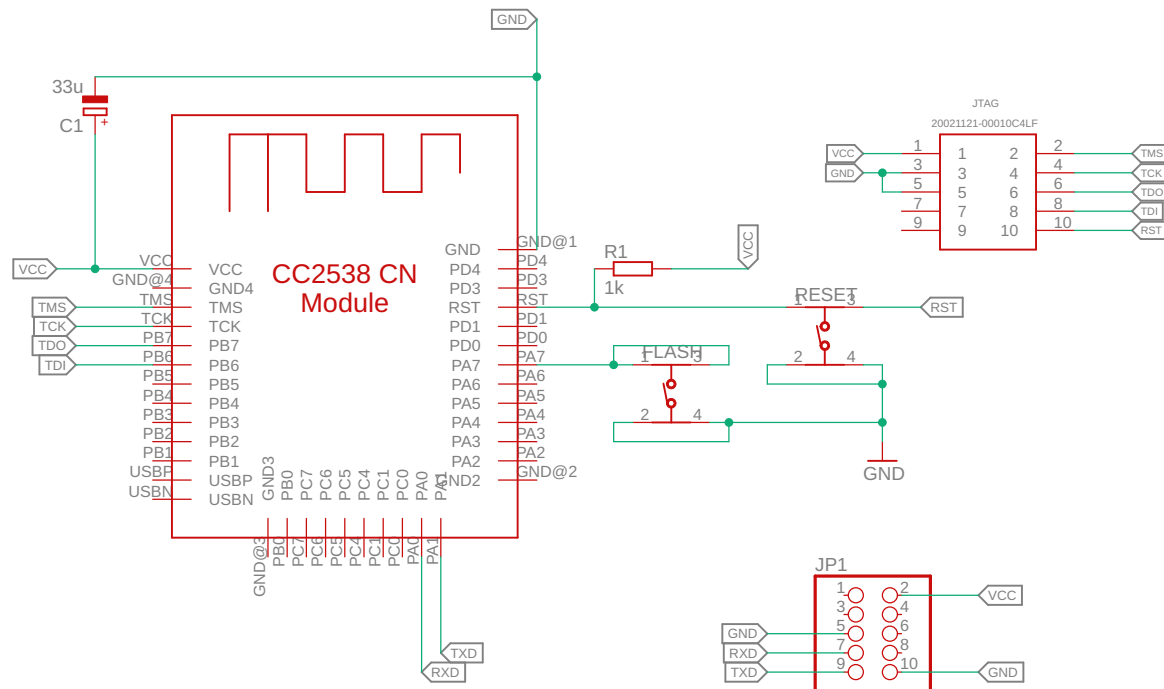 GND
33u
C1
+
VCC
TMS
TCK
TDO
TDI
VCC
GND@4
TMS
TCK
PB7
PB6
PB5
PB4
PB3
PB2
PB1
USBP
USBN
VCC
GND4
TMS
TCK
PB7
PB6
PB5
PB4
PB3
PB2
PB1
USBP
USBN
CC2538 CN
Module
GND
PD4
PD3
RST
PD1
PD0
PA7
PA6
PA5
PA4
PA3
PA2
GND2
GND@1
PD4
PD3
RST
PD1
PD0
PA7
PA6
PA5
PA4
PA3
PA2
GND@2
GND3
PB0
PC7
PC6
PC5
PC4
PC1
PC0
PA0
PA1
GND@3
PB0
PC7
PC6
PC5
PC4
PC1
PC0
PA0
PA1
TXD
RXD
R1
1k
VCC
RESET
1 3
2 4
RST
FLASH
1 3
2 4
GND
JTAG
20021121-00010C4LF
VCC 1 1 2 2 TMS
GND 3 3 4 4 TCK
5 5 6 6 TDO
7 7 8 8 TDI
9 9 10 10 RST
JP1
1 2 VCC
3 4
GND 5 6
RXD 7 8
TXD 9 10 GND